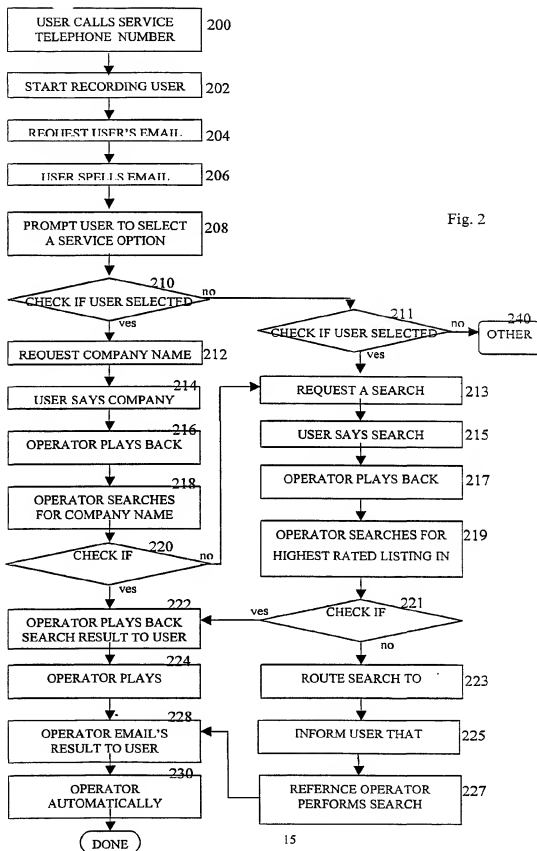 USER CALLS SERVICE
TELEPHONE NUMBER
200
START RECORDING USER
202
REQUEST USER'S EMAIL
204
USER SPELLS EMAIL
206
PROMPT USER TO SELECT
A SERVICE OPTION
208
Fig. 2
210
CHECK IF USER SELECTED
no
yes
211
CHECK IF USER SELECTED
no
yes
240
OTHER
REQUEST COMPANY NAME
212
214
USER SAYS COMPANY
216
OPERATOR PLAYS BACK
218
OPERATOR SEARCHES
FOR COMPANY NAME
220
CHECK IF
no
yes
REQUEST A SEARCH
213
USER SAYS SEARCH
215
OPERATOR PLAYS BACK
217
OPERATOR SEARCHES FOR
HIGHEST RATED LISTING IN
219
221
CHECK IF
yes
no
222
OPERATOR PLAYS BACK
SEARCH RESULT TO USER
224
OPERATOR PLAYS
228
OPERATOR EMAIL'S
RESULT TO USER
230
OPERATOR
AUTOMATICALLY
DONE
ROUTE SEARCH TO
223
INFORM USER THAT
225
REFERNCE OPERATOR
PERFORMS SEARCH
227
15